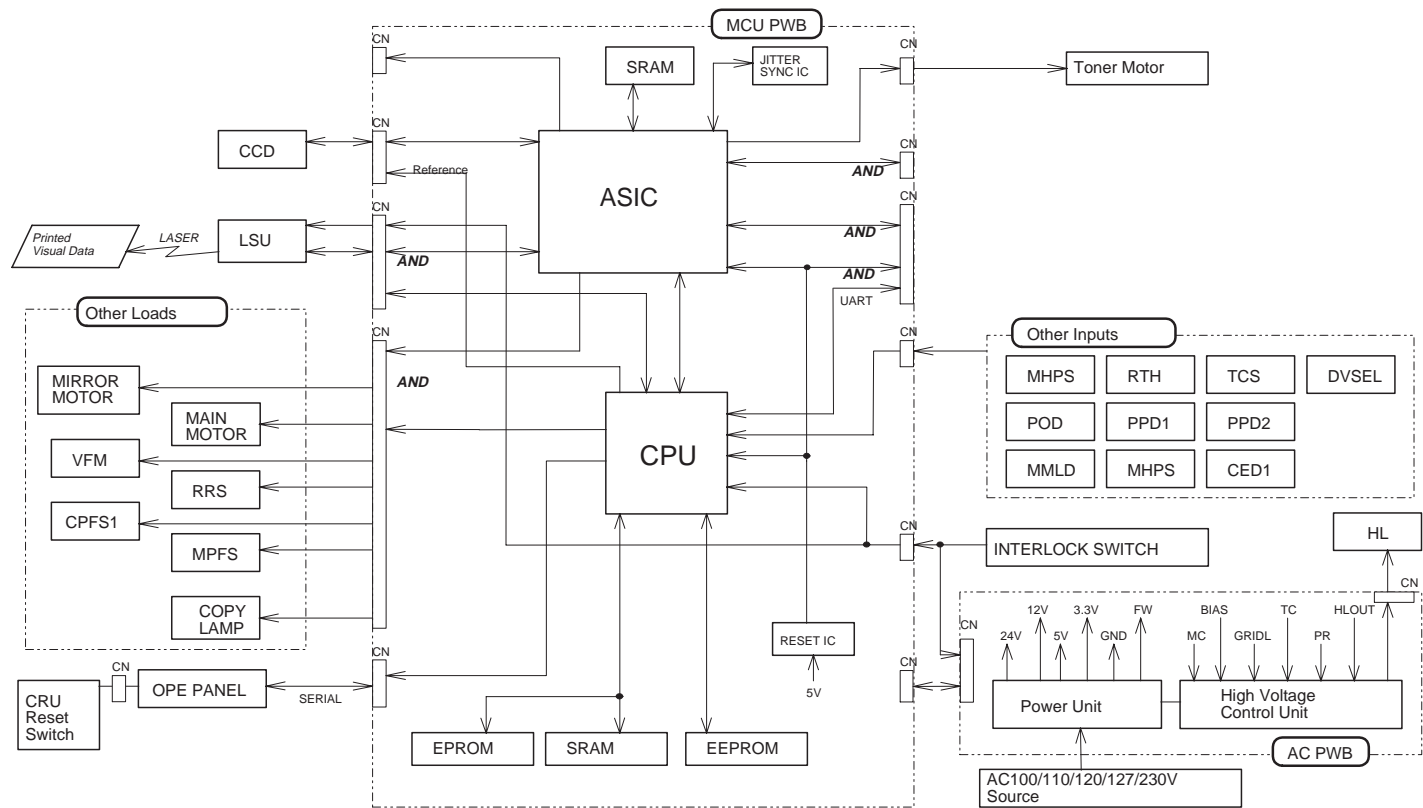 MCU PWB
CN
CN
SRAM
JITTER
SYNC IC
Toner Motor
CN
CN
CCD
Reference
ASIC
AND
CN
CN
Printed
Visual Data
LASER
LSU
AND
AND
AND
UART
Other Loads
CN
CN
Other Inputs
AND
MIRROR
MOTOR
MAIN
MOTOR
VFM
RRS
CPFS1
MPFS
COPY
LAMP
CPU
MHPS
RTH
TCS
DVSEL
POD
PPD1
PPD2
MMLD
MHPS
CED1
CN
INTERLOCK SWITCH
HL
CN
CN
12V
3.3V
FW
BIAS
TC
HLOUT
24V
5V
GND
MC
GRIDL
PR
RESET IC
5V
CN
CN
CN
CRU
Reset
Switch
OPE PANEL
SERIAL
Power Unit
High Voltage
Control Unit
EPROM
SRAM
EEPROM
AC PWB
AC100/110/120/127/230V
Source